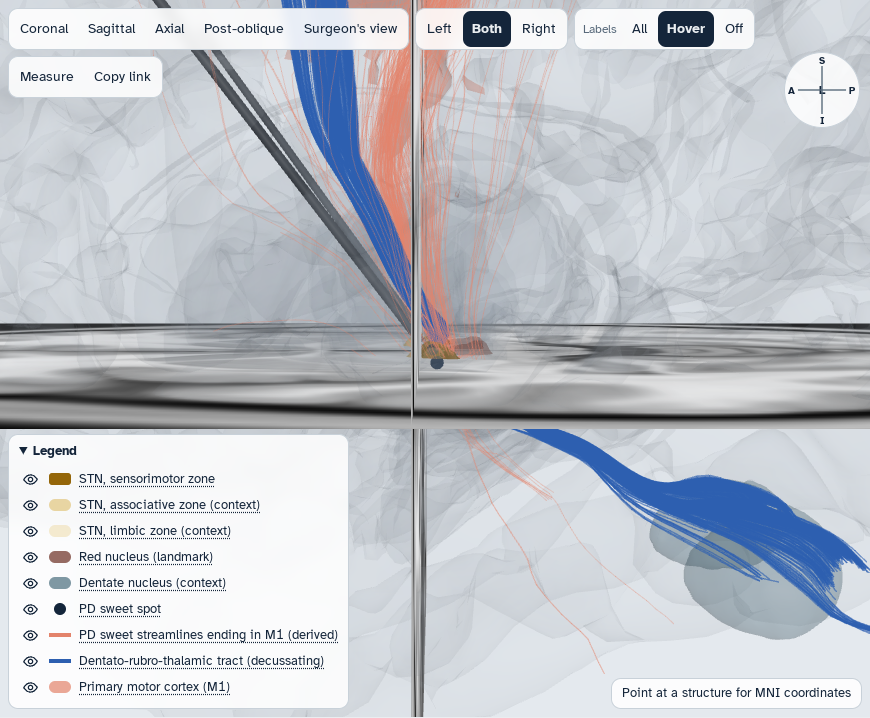 Coronal Sagittal Axial Post-oblique Surgeon's view Left Both Right Labels All Hover Off
Measure Copy link
S
A L P
I
▼ Legend
STN, sensorimotor zone
STN, associative zone (context)
STN, limbic zone (context)
Red nucleus (landmark)
Dentate nucleus (context)
PD sweet spot
PD sweet streamlines ending in M1 (derived)
Dentato-rubro-thalamic tract (decussating)
Primary motor cortex (M1)
Point at a structure for MNI coordinates